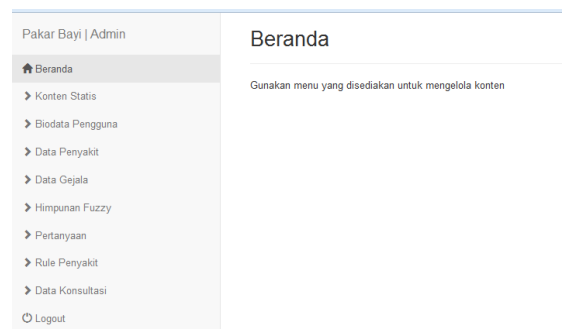 Pakar Bayi | Admin
Beranda
Konten Statis
Biodata Pengguna
Data Penyakit
Data Gejala
Himpunan Fuzzy
Pertanyaan
Rule Penyakit
Data Konsultasi
Logout
Beranda
Gunakan menu yang disediakan untuk mengelola konten